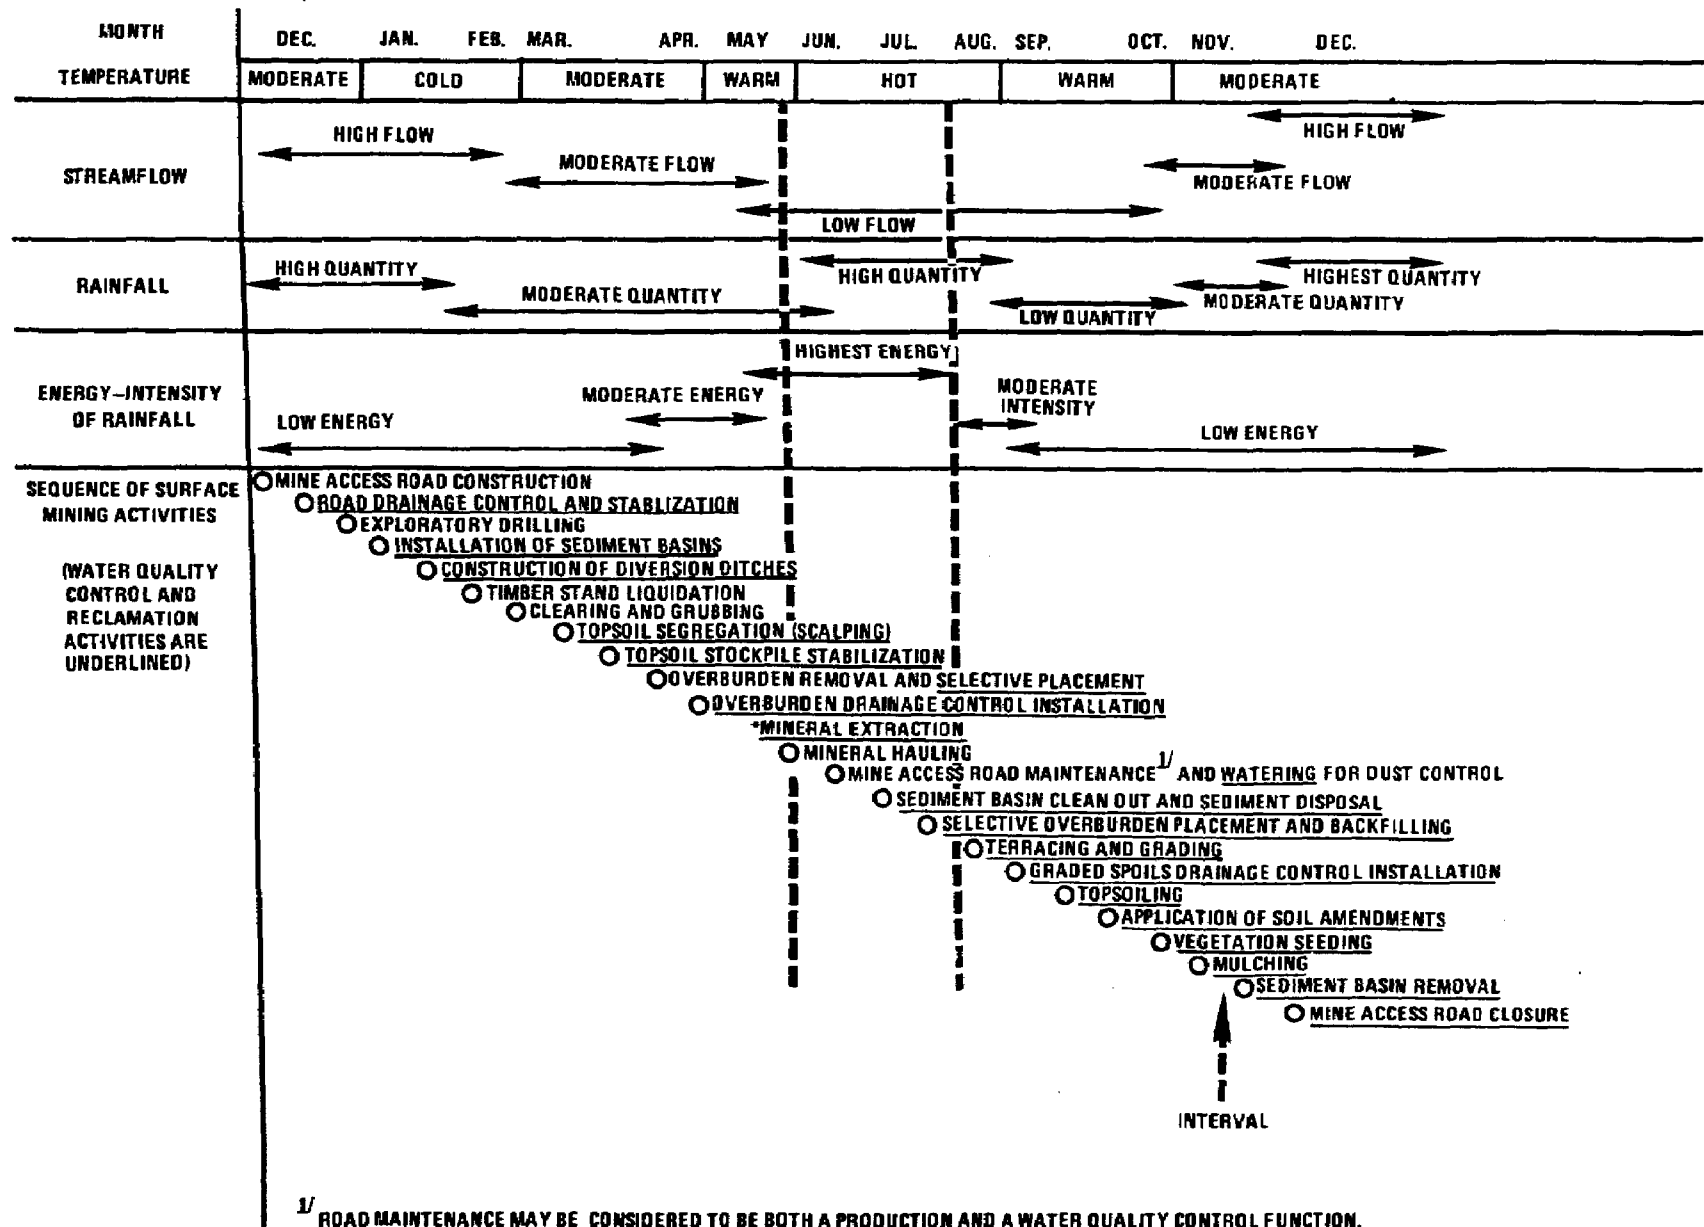 MONTH DEC. JAN. FEB. MAR. APR. MAY JUN. JUL. AUG. SEP. OCT. NOV. DEC.
TEMPERATURE MODERATE COLD MODERATE WARM HOT WARM MODERATE
STREAMFLOW
HIGH FLOW
MODERATE FLOW
LOW FLOW
MODERATE FLOW
HIGH FLOW
RAINFALL
HIGH QUANTITY
MODERATE QUANTITY
HIGH QUANTITY
LOW QUANTITY
MODERATE QUANTITY
HIGHEST QUANTITY
ENERGY-INTENSITY
OF RAINFALL
LOW ENERGY
MODERATE ENERGY
HIGHEST ENERGY
MODERATE
INTENSITY
LOW ENERGY
SEQUENCE OF SURFACE
MINING ACTIVITIES
(WATER QUALITY
CONTROL AND
RECLAMATION
ACTIVITIES ARE
UNDERLINED)
MINE ACCESS ROAD CONSTRUCTION
ROAD DRAINAGE CONTROL AND STABLIZATION
EXPLORATORY DRILLING
INSTALLATION OF SEDIMENT BASINS
CONSTRUCTION OF DIVERSION DITCHES
TIMBER STAND LIQUIDATION
CLEARING AND GRUBBING
TOPSOIL SEGREGATION (SCALPING)
TOPSOIL STOCKPILE STABILIZATION
OVERBURDEN REMOVAL AND SELECTIVE PLACEMENT
OVERBURDEN DRAINAGE CONTROL INSTALLATION
*MINERAL EXTRACTION
MINERAL HAULING
MINE ACCESS ROAD MAINTENANCE 1/ AND WATERING FOR DUST CONTROL
SEDIMENT BASIN CLEAN OUT AND SEDIMENT DISPOSAL
SELECTIVE OVERBURDEN PLACEMENT AND BACKFILLING
TERRACING AND GRADING
GRADED SPOILS DRAINAGE CONTROL INSTALLATION
TOPSOILING
APPLICATION OF SOIL AMENDMENTS
VEGETATION SEEDING
MULCHING
SEDIMENT BASIN REMOVAL
MINE ACCESS ROAD CLOSURE
INTERVAL
1/ ROAD MAINTENANCE MAY BE CONSIDERED TO BE BOTH A PRODUCTION AND A WATER QUALITY CONTROL FUNCTION.